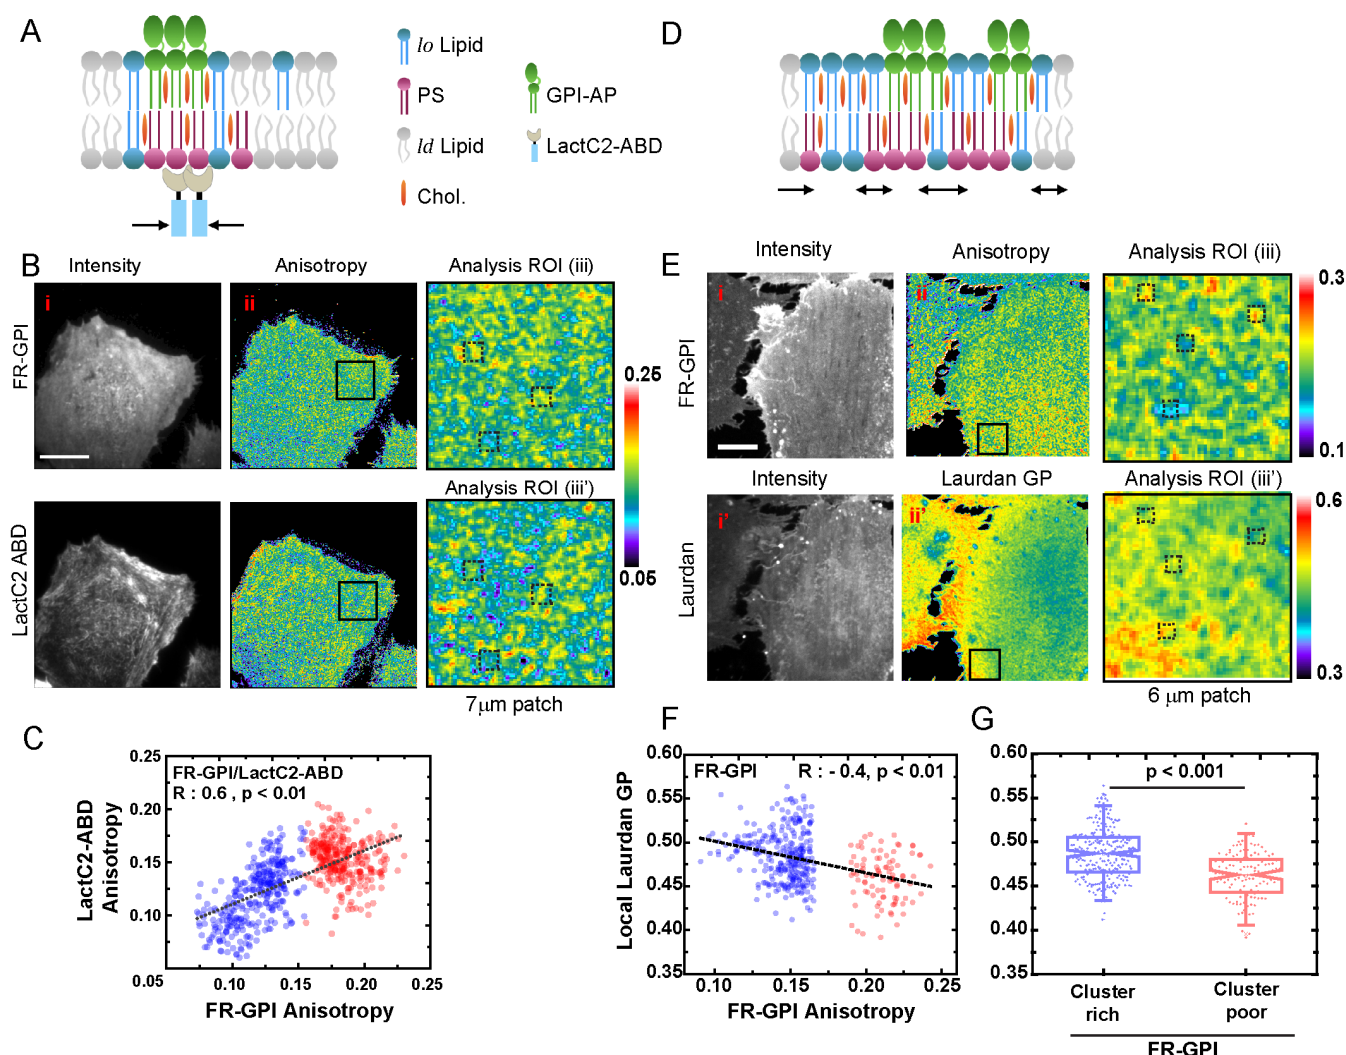 A
lo Lipid
PS
ld Lipid
Chol.
GPI-AP
LactC2-ABD
D
B
Intensity
Anisotropy
Analysis ROI (iii)
FR-GPI
i
ii
0.25
0.05
LactC2 ABD
Analysis ROI (iii')
7μm patch
E
Intensity
Anisotropy
Analysis ROI (iii)
FR-GPI
i
ii
0.3
0.1
Intensity
Laurdan GP
Analysis ROI (iii')
Laurdan
i'
ii'
0.6
0.3
6 μm patch
C
FR-GPI/LactC2-ABD
R : 0.6 , p < 0.01
LactC2-ABD
Anisotropy
0.25
0.20
0.15
0.10
0.05
0.10
0.15
0.20
0.25
FR-GPI Anisotropy
F
FR-GPI R : - 0.4, p < 0.01
Local Laurdan GP
0.60
0.55
0.50
0.45
0.40
0.35
0.10
0.15
0.20
0.25
FR-GPI Anisotropy
G
p < 0.001
0.60
0.55
0.50
0.45
0.40
0.35
Cluster
rich
Cluster
poor
FR-GPI